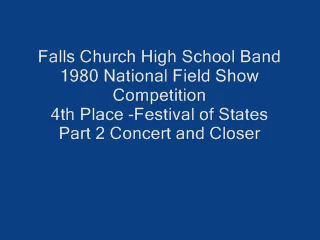 Falls Church High School Band
1980 National Field Show
Competition
4th Place -Festival of States
Part 2 Concert and Closer